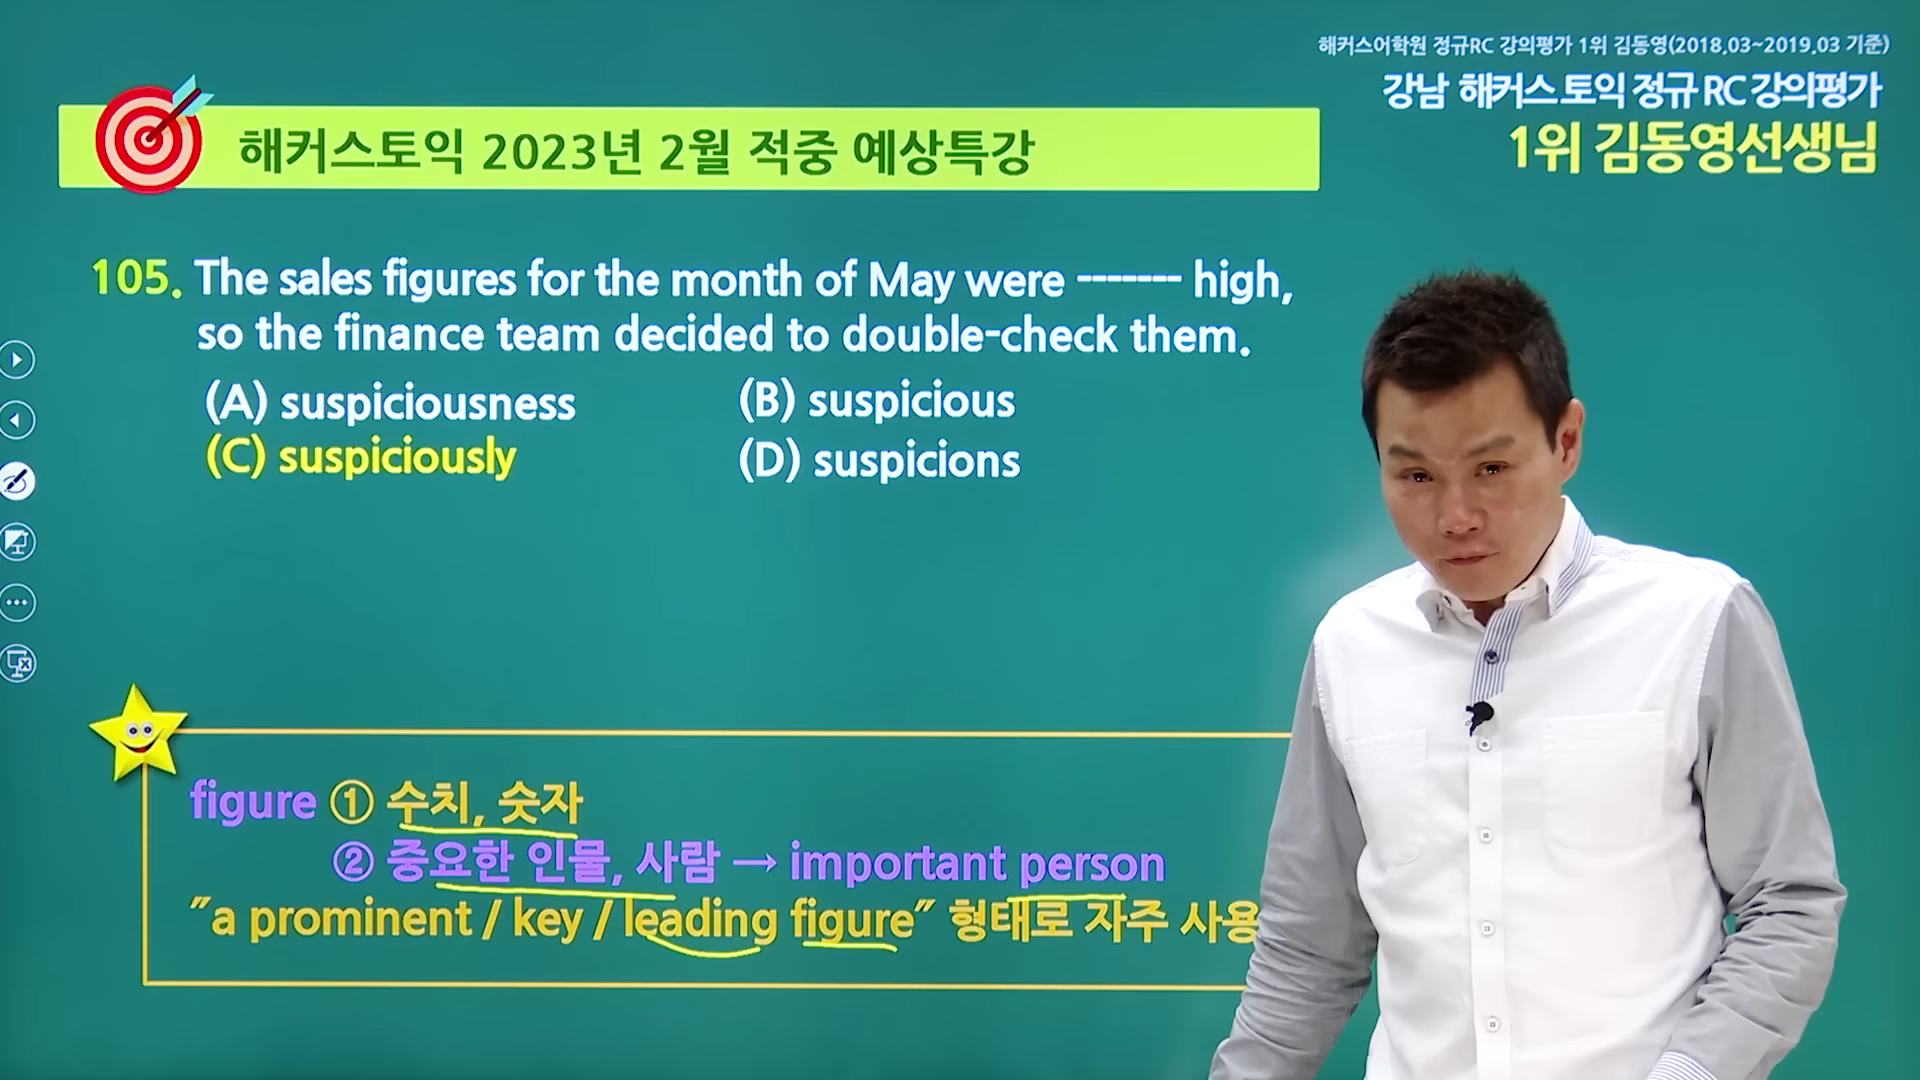 해커스어학원 정규RC 강의평가 1위 김동영(2018.03~2019.03 기준)
강남 해커스 토익 정규 RC 강의평가
1위 김동영선생님
해커스토익 2023년 2월 적중 예상특강
105. The sales figures for the month of May were ------- high,
so the finance team decided to double-check them.
(A) suspiciousness (B) suspicious
(C) suspiciously (D) suspicions
figure ① 수치, 숫자
② 중요한 인물, 사람 → important person
"a prominent / key / leading figure" 형태로 자주 사용